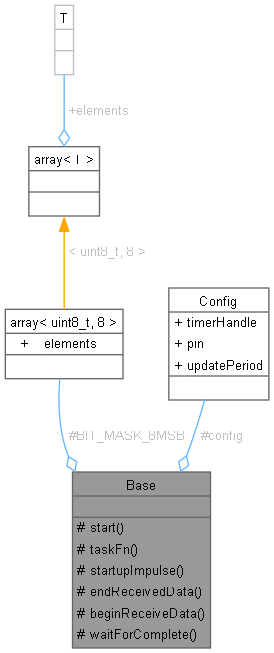 T
+elements
array< T >
< uint8_t, 8 >
array< uint8_t, 8 >
+ elements
Config
+ timerHandle
+ pin
+ updatePeriod
#BIT_MASK_8MSB
#config
Base
# start()
# taskFn()
# startupImpulse()
# endReceivedData()
# beginReceiveData()
# waitForComplete()